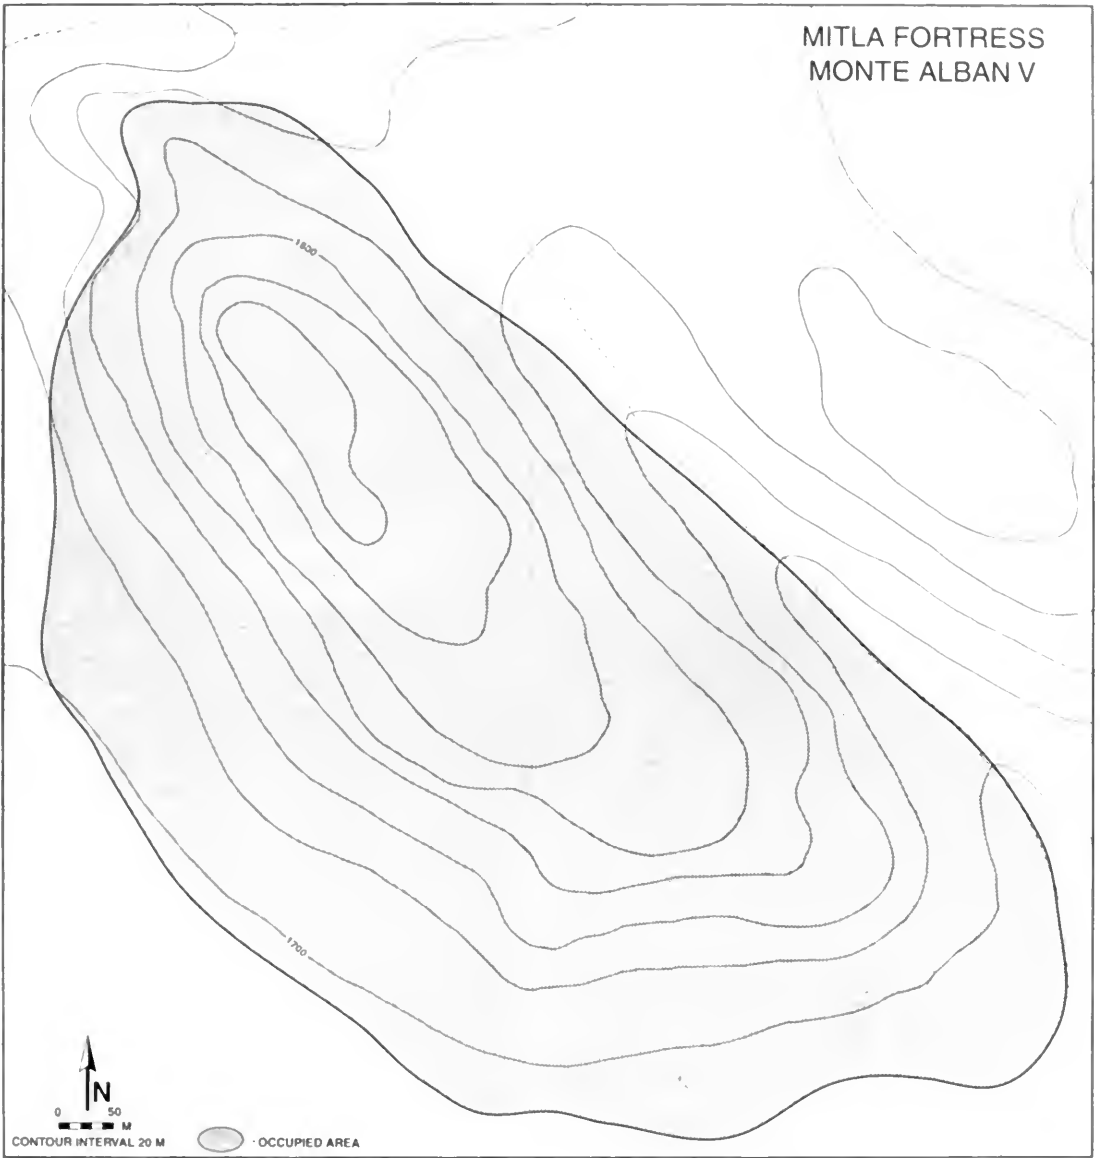 MITLA FORTRESS
MONTE ALBAN V
1800
1700
N
0 50
M
CONTOUR INTERVAL 20 M
· OCCUPIED AREA